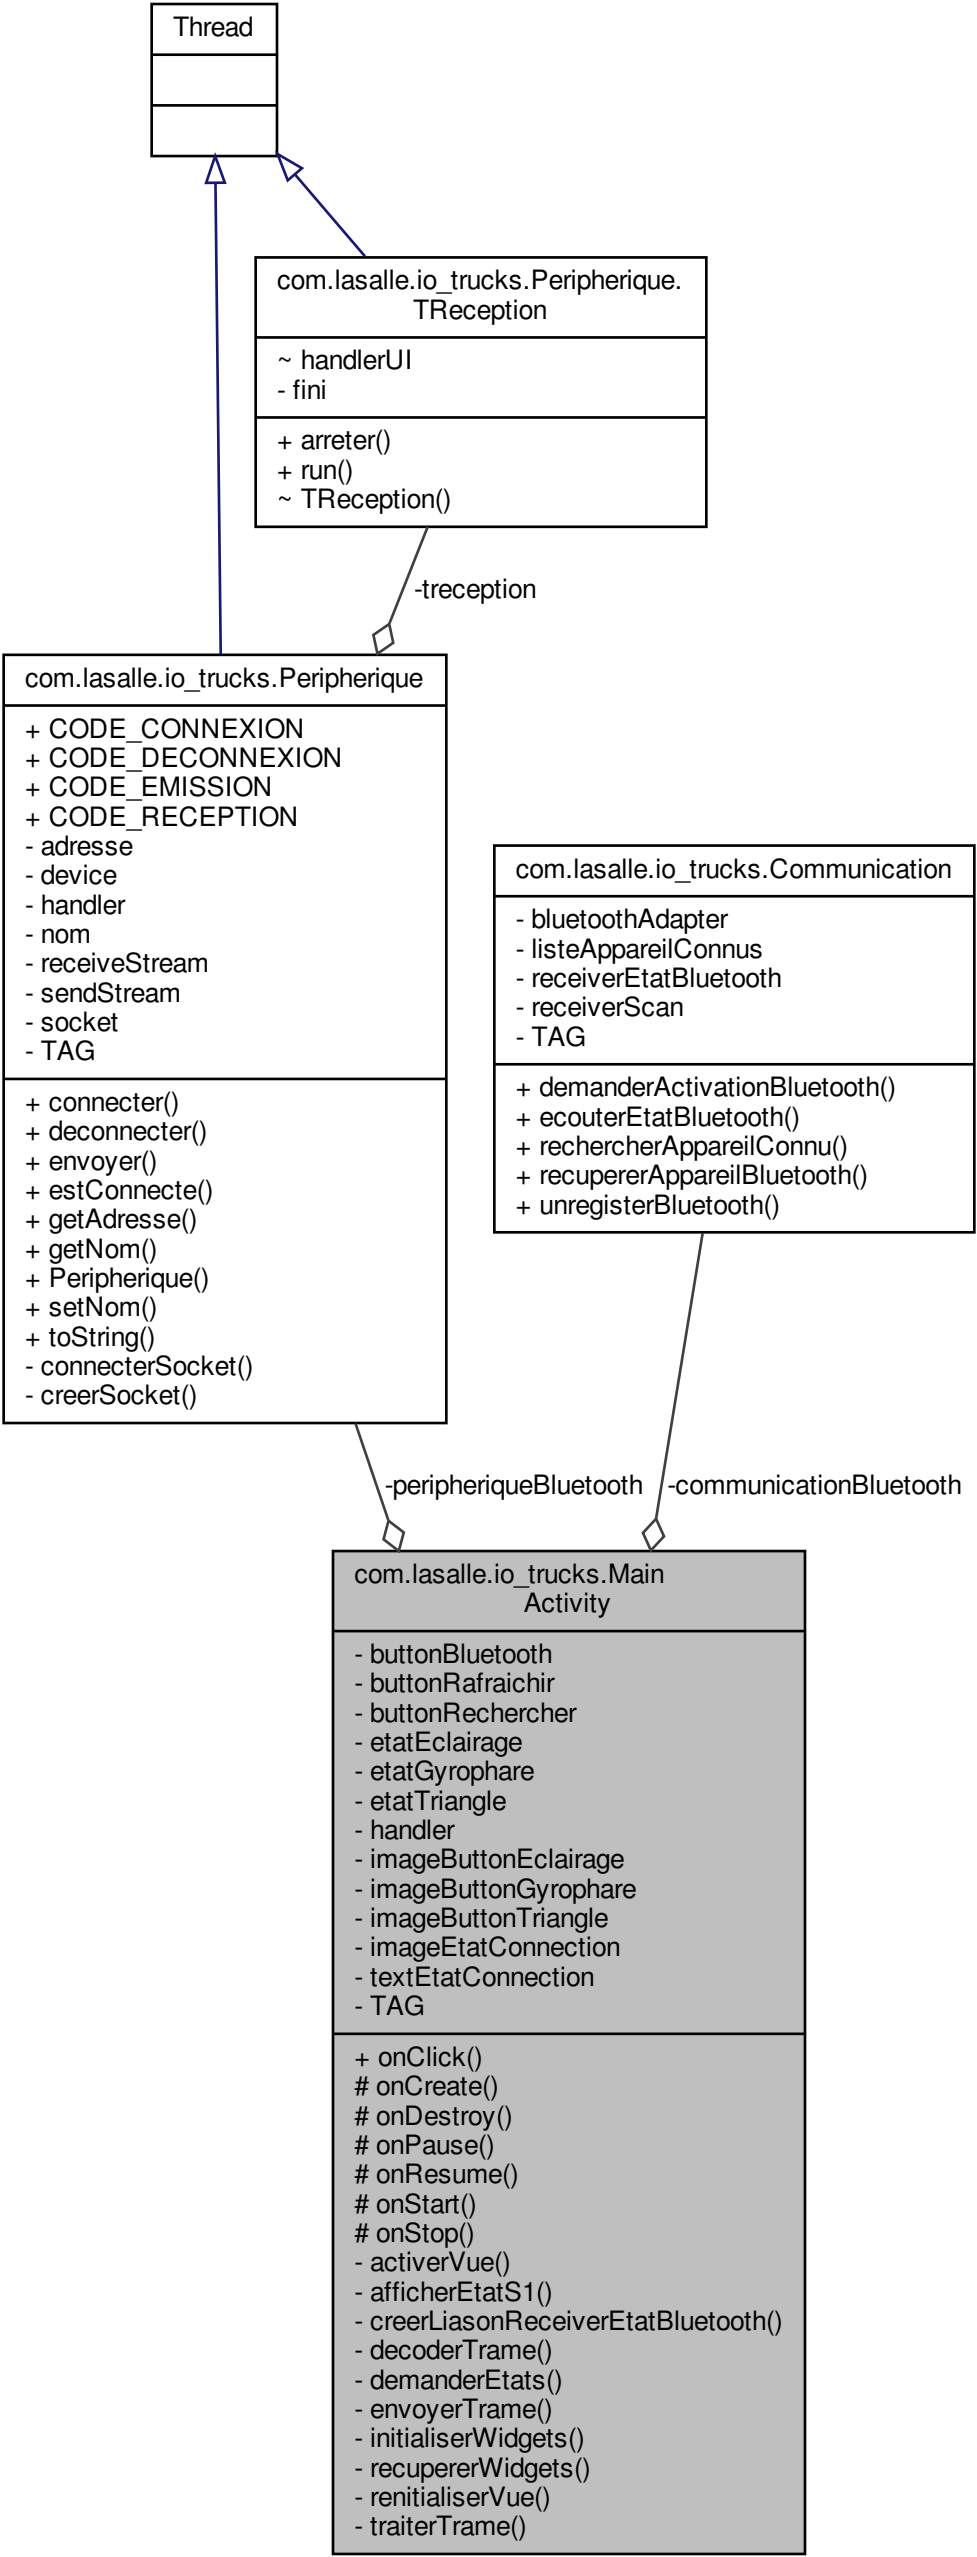 Thread
com.lasalle.io_trucks.Peripherique.
TReception
~ handlerUI
- fini
+ arreter()
+ run()
~ TReception()
-treception
com.lasalle.io_trucks.Peripherique
+ CODE_CONNEXION
+ CODE_DECONNEXION
+ CODE_EMISSION
+ CODE_RECEPTION
- adresse
- device
- handler
- nom
- receiveStream
- sendStream
- socket
- TAG
+ connecter()
+ deconnecter()
+ envoyer()
+ estConnecte()
+ getAdresse()
+ getNom()
+ Peripherique()
+ setNom()
+ toString()
- connecterSocket()
- creerSocket()
com.lasalle.io_trucks.Communication
- bluetoothAdapter
- listeAppareilConnus
- receiverEtatBluetooth
- receiverScan
- TAG
+ demanderActivationBluetooth()
+ ecouterEtatBluetooth()
+ rechercherAppareilConnu()
+ recupererAppareilBluetooth()
+ unregisterBluetooth()
-peripheriqueBluetooth
-communicationBluetooth
com.lasalle.io_trucks.Main
Activity
- buttonBluetooth
- buttonRafraichir
- buttonRechercher
- etatEclairage
- etatGyrophare
- etatTriangle
- handler
- imageButtonEclairage
- imageButtonGyrophare
- imageButtonTriangle
- imageEtatConnection
- textEtatConnection
- TAG
+ onClick()
# onCreate()
# onDestroy()
# onPause()
# onResume()
# onStart()
# onStop()
- activerVue()
- afficherEtatS1()
- creerLiasonReceiverEtatBluetooth()
- decoderTrame()
- demanderEtats()
- envoyerTrame()
- initialiserWidgets()
- recupererWidgets()
- renitialiserVue()
- traiterTrame()